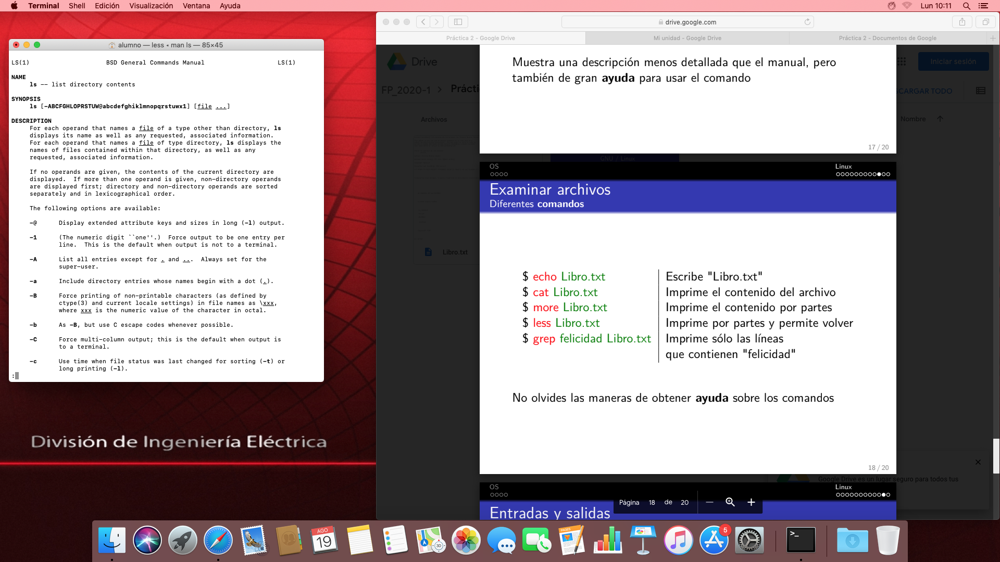 Terminal Shell Edición Visualización Ventana Ayuda
Lun 10:11
alumno — less ◂ man ls — 85×45
LS(1) BSD General Commands Manual LS(1)
NAME
ls -- list directory contents
SYNOPSIS
ls [-ABCFGHLOPRSTUW@abcdefghiklmnopqrstuwx1] [file ...]
DESCRIPTION
For each operand that names a file of a type other than directory, ls
displays its name as well as any requested, associated information.
For each operand that names a file of type directory, ls displays the
names of files contained within that directory, as well as any
requested, associated information.
If no operands are given, the contents of the current directory are
displayed.  If more than one operand is given, non-directory operands
are displayed first; directory and non-directory operands are sorted
separately and in lexicographical order.
The following options are available:
-@ Display extended attribute keys and sizes in long (-l) output.
-1 (The numeric digit ``one''.)  Force output to be one entry per
line.  This is the default when output is not to a terminal.
-A List all entries except for . and ...  Always set for the
super-user.
-a Include directory entries whose names begin with a dot (.).
-B Force printing of non-printable characters (as defined by
ctype(3) and current locale settings) in file names as \xxx,
where xxx is the numeric value of the character in octal.
-b As -B, but use C escape codes whenever possible.
-C Force multi-column output; this is the default when output is
to a terminal.
-c Use time when file status was last changed for sorting (-t) or
long printing (-l).
:
División de Ingeniería Eléctrica
drive.google.com
Práctica 2 - Google Drive
Mi unidad - Google Drive
Práctica 2 - Documentos de Google
Drive
Iniciar sesión
FP_2020-1 > Práctic
SCARGAR TODO
Archivos
Nombre
GNU / Linux
Libro.txt
Muestra una descripción menos detallada que el manual, pero
también de gran ayuda para usar el comando
17 / 20
OS Linux
Examinar archivos
Diferentes comandos
$ echo Libro.txt Escribe "Libro.txt"
$ cat Libro.txt Imprime el contenido del archivo
$ more Libro.txt Imprime el contenido por partes
$ less Libro.txt Imprime por partes y permite volver
$ grep felicidad Libro.txt Imprime sólo las líneas
que contienen "felicidad"
No olvides las maneras de obtener ayuda sobre los comandos
18 / 20
Google Drive es un lugar seguro para todos tus
OS Linux
Entradas y salidas
Página 18 de 20
AGO
19
3D
PAGES
5
>_